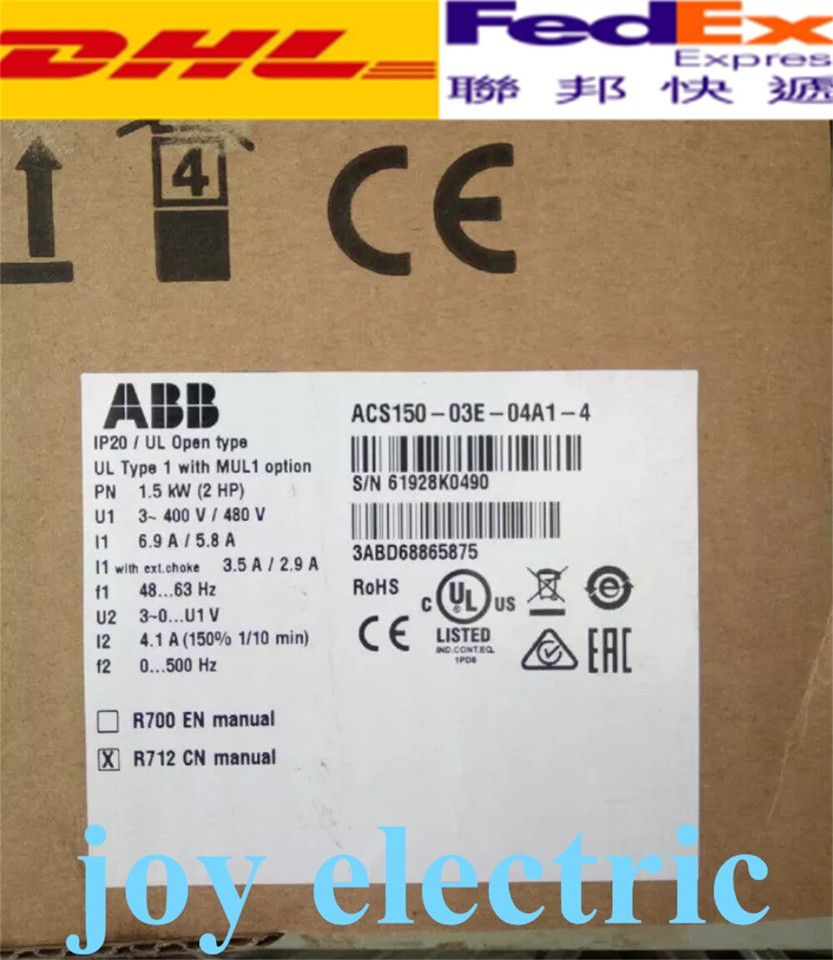 DHL
FedEx
Express
聯邦快遞
4
CE
ABB
IP20 / UL Open type
UL Type 1 with MUL1 option
PN 1.5 kW (2 HP)
U1 3~ 400 V / 480 V
I1 6.9 A / 5.8 A
I1 with ext.choke 3.5 A / 2.9 A
f1 48...63 Hz
U2 3~0...U1 V
I2 4.1 A (150% 1/10 min)
f2 0...500 Hz
R700 EN manual
X R712 CN manual
ACS150-03E-04A1-4
S/N 61928K0490
3ABD68865875
RoHS
C UL US
LISTED
IND.CONT.EQ.
1PD8
CE
e
EAC
joy electric